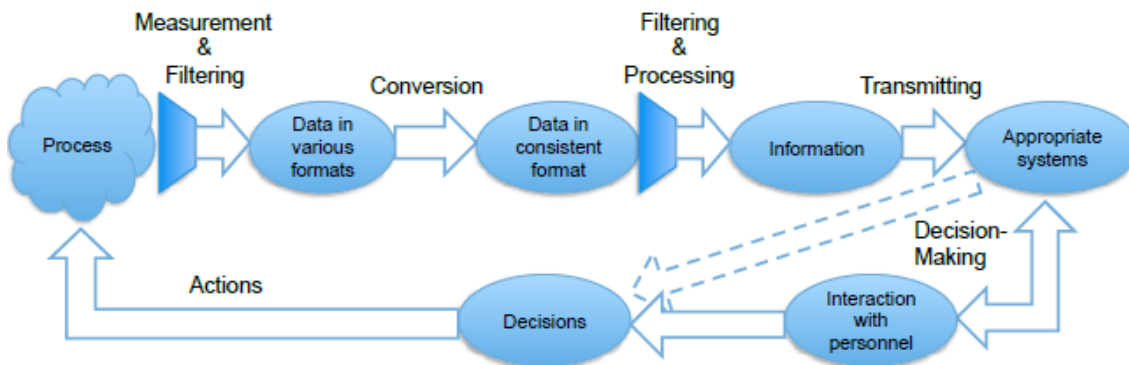 Measurement
&
Filtering
Filtering
&
Processing
Conversion
Transmitting
Process
Data in
various
formats
Data in
consistent
format
Information
Appropriate
systems
Decision-
Making
Actions
Decisions
Interaction
with
personnel